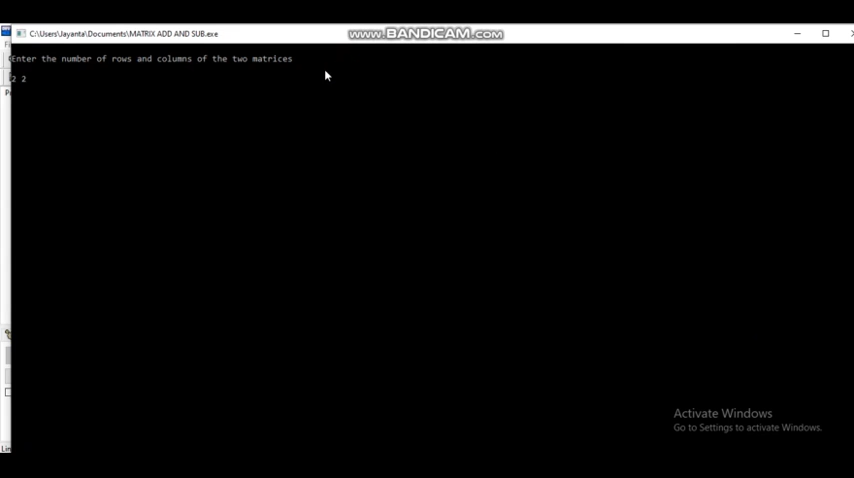 C:\Users\Jayanta\Documents\MATRIX ADD AND SUB.exe
www.BANDICAM.com
Enter the number of rows and columns of the two matrices
2 2
Activate Windows
Go to Settings to activate Windows.